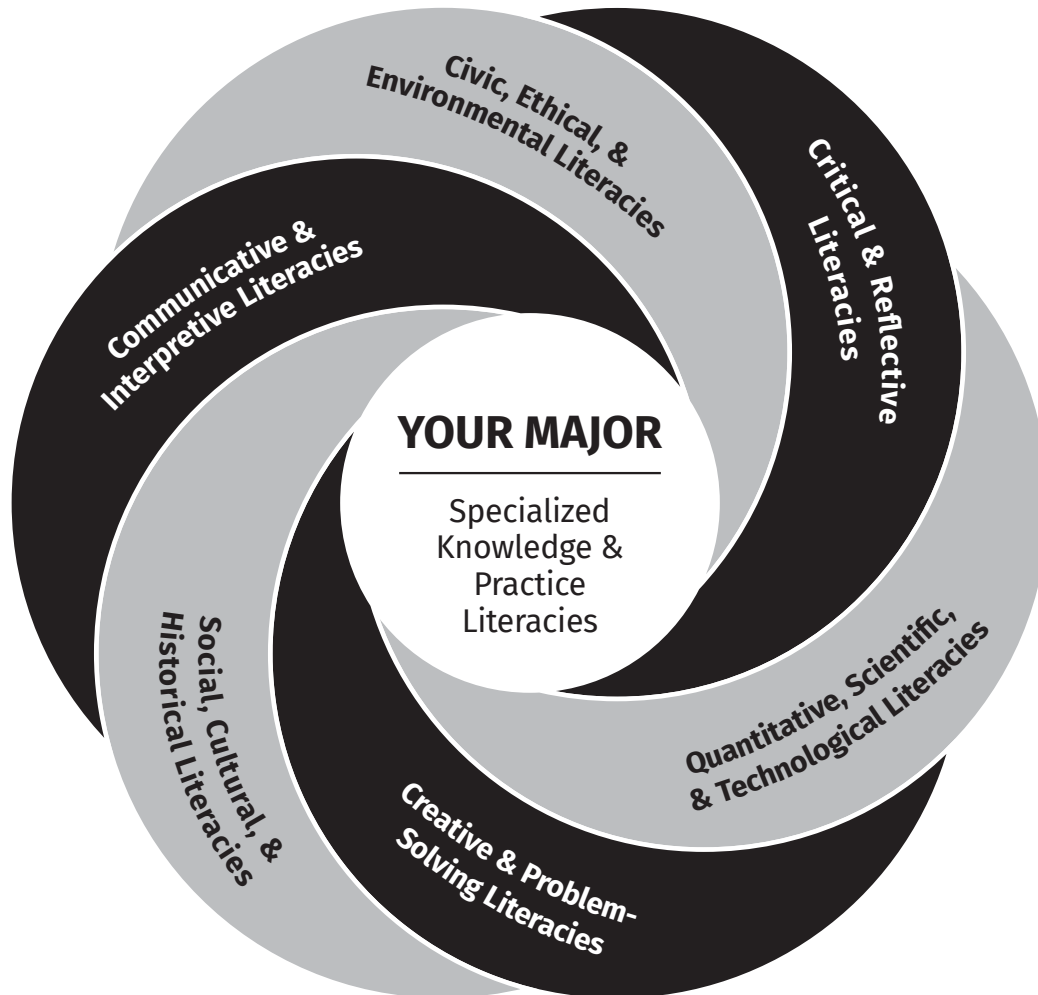 Civic, Ethical, &
Environmental Literacies
Critical & Reflective
Literacies
Communicative &
Interpretive Literacies
YOUR MAJOR
Specialized
Knowledge &
Practice
Literacies
Quantitative, Scientific,
& Technological Literacies
Social, Cultural, &
Historical Literacies
Creative & Problem-
Solving Literacies